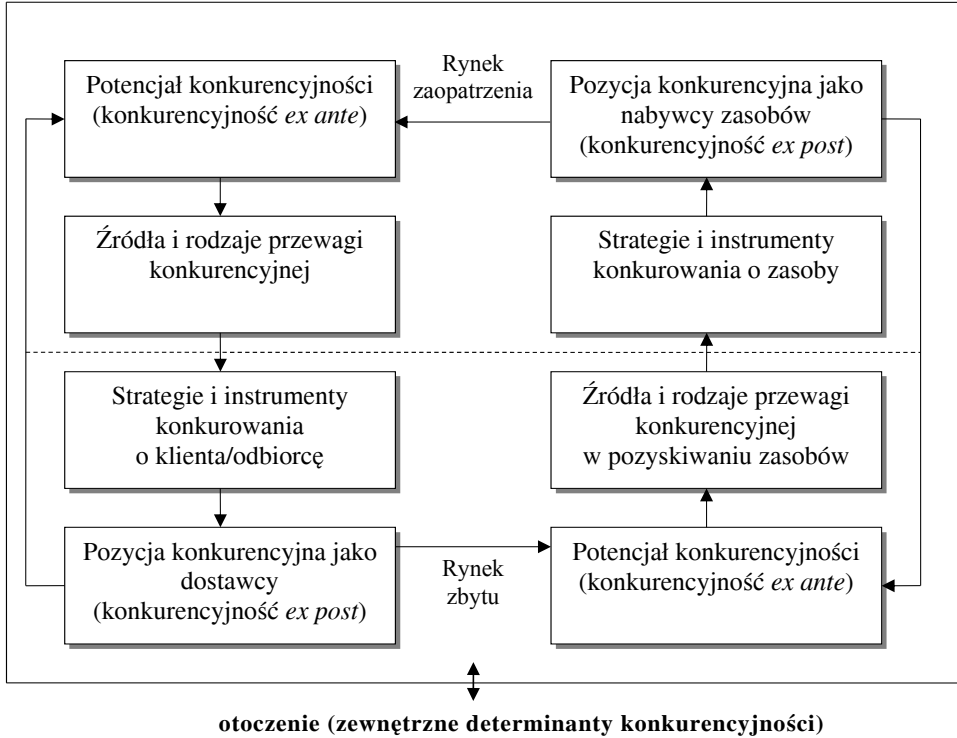 Potencjał konkurencyjności
(konkurencyjność ex ante)
Rynek
zaopatrzenia
Pozycja konkurencyjna jako
nabywcy zasobów
(konkurencyjność ex post)
Źródła i rodzaje przewagi
konkurencyjnej
Strategie i instrumenty
konkurowania o zasoby
Strategie i instrumenty
konkurowania
o klienta/odbiorcę
Źródła i rodzaje przewagi
konkurencyjnej
w pozyskiwaniu zasobów
Pozycja konkurencyjna jako
dostawcy
(konkurencyjność ex post)
Rynek
zbytu
Potencjał konkurencyjności
(konkurencyjność ex ante)
otoczenie (zewnętrzne determinanty konkurencyjności)